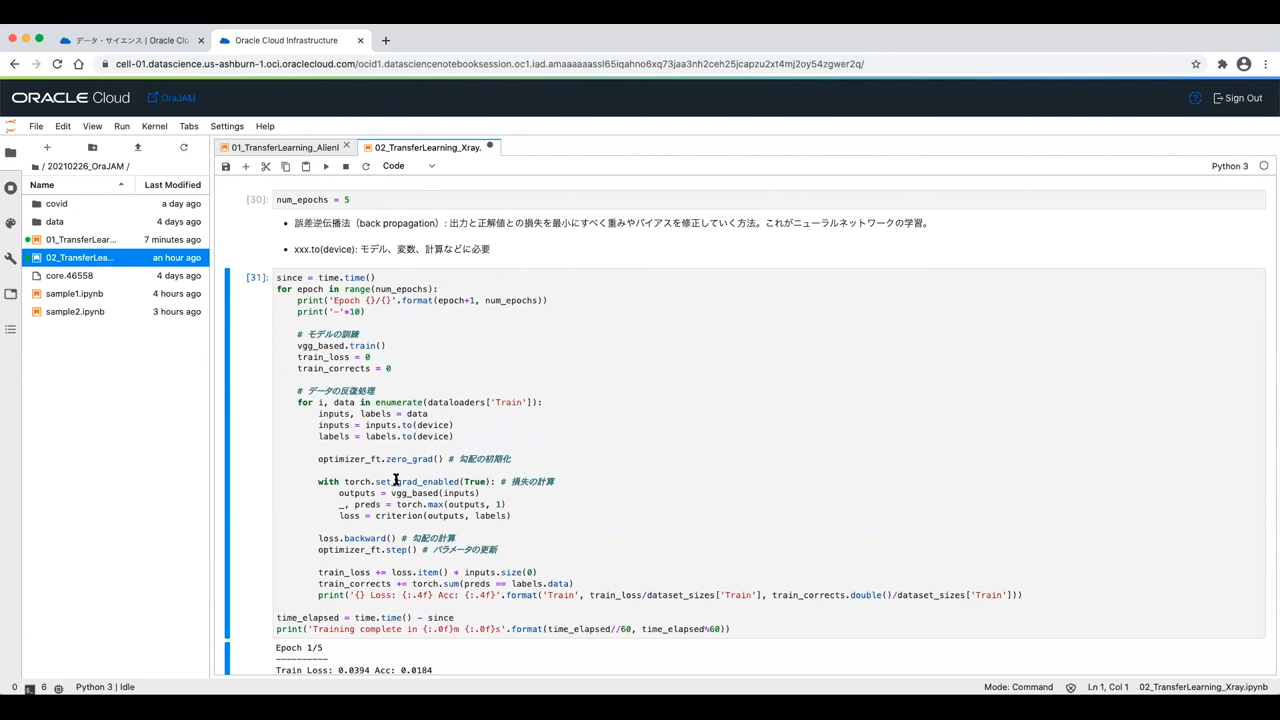 データ・サイエンス | Oracle Clo
Oracle Cloud Infrastructure
cell-01.datascience.us-ashburn-1.oci.oraclecloud.com/ocid1.datasciencenotebooksession.oc1.iad.amaaaaaassl65iqahno6xq73jaa3nh2ceh25jcapzu2xt4mj2oy54zgwer2q/
ORACLE Cloud
OraJAM
Sign Out
File Edit View Run Kernel Tabs Settings Help
01_TransferLearning_AlienI
02_TransferLearning_Xray.
/ 20210226_OraJAM /
Code
Python 3
Name Last Modified
covid a day ago
data 4 days ago
01_TransferLear... 7 minutes ago
02_TransferLea... an hour ago
core.46558 4 days ago
sample1.ipynb 4 hours ago
sample2.ipynb 3 hours ago
[30]: num_epochs = 5
• 誤差逆伝播法（back propagation）: 出力と正解値との損失を最小にすべく重みやバイアスを修正していく方法。これがニューラルネットワークの学習。
• xxx.to(device): モデル、変数、計算などに必要
[31]: since = time.time()
for epoch in range(num_epochs):
print('Epoch {}/{}'.format(epoch+1, num_epochs))
print('-'*10)
# モデルの訓練
vgg_based.train()
train_loss = 0
train_corrects = 0
# データの反復処理
for i, data in enumerate(dataloaders['Train']):
inputs, labels = data
inputs = inputs.to(device)
labels = labels.to(device)
optimizer_ft.zero_grad() # 勾配の初期化
with torch.set_grad_enabled(True): # 損失の計算
outputs = vgg_based(inputs)
_, preds = torch.max(outputs, 1)
loss = criterion(outputs, labels)
loss.backward() # 勾配の計算
optimizer_ft.step() # パラメータの更新
train_loss += loss.item() * inputs.size(0)
train_corrects += torch.sum(preds == labels.data)
print('{} Loss: {:.4f} Acc: {:.4f}'.format('Train', train_loss/dataset_sizes['Train'], train_corrects.double()/dataset_sizes['Train']))
time_elapsed = time.time() - since
print('Training complete in {:.0f}m {:.0f}s'.format(time_elapsed//60, time_elapsed%60))
Epoch 1/5
----------
Train Loss: 0.0394 Acc: 0.0184
0 6 Python 3 | Idle
Mode: Command Ln 1, Col 1 02_TransferLearning_Xray.ipynb